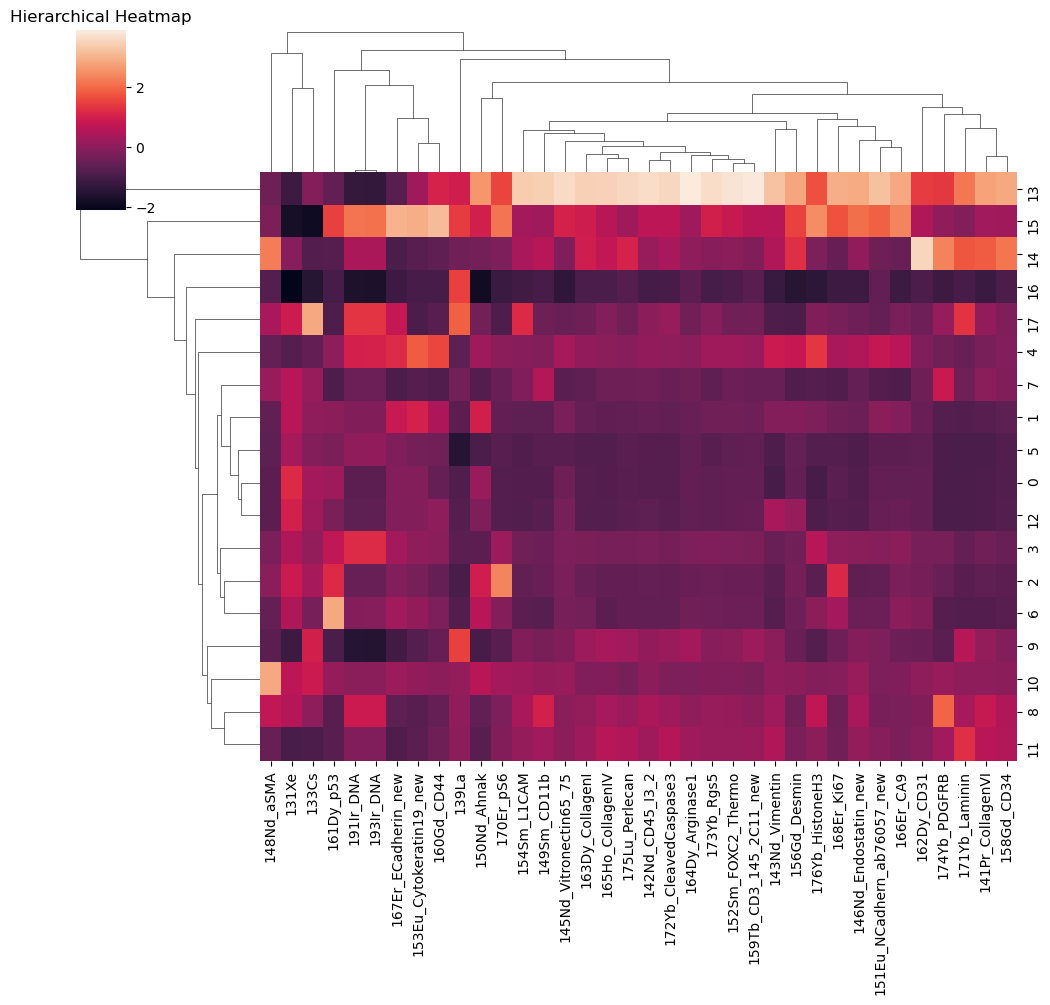 Hierarchical Heatmap
2
0
−2
13
15
14
16
17
4
7
1
5
0
12
3
2
6
9
10
8
11
148Nd_aSMA
131Xe
133Cs
161Dy_p53
191Ir_DNA
193Ir_DNA
167Er_ECadherin_new
153Eu_Cytokeratin19_new
160Gd_CD44
139La
150Nd_Ahnak
170Er_pS6
154Sm_L1CAM
149Sm_CD11b
145Nd_Vitronectin65_75
163Dy_CollagenI
165Ho_CollagenIV
175Lu_Perlecan
142Nd_CD45_I3_2
172Yb_CleavedCaspase3
164Dy_Arginase1
173Yb_Rgs5
152Sm_FOXC2_Thermo
159Tb_CD3_145_2C11_new
143Nd_Vimentin
156Gd_Desmin
176Yb_HistoneH3
168Er_Ki67
146Nd_Endostatin_new
151Eu_NCadhern_ab76057_new
166Er_CA9
162Dy_CD31
174Yb_PDGFRB
171Yb_Laminin
141Pr_CollagenVI
158Gd_CD34